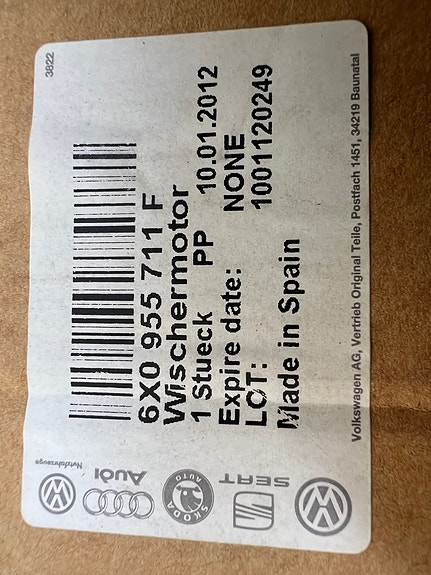 3822
6X0 955 711 F
Wischermotor
1 Stueck PP 10.01.2012
Expire date: NONE
LOT: 1001120249
Made in Spain
Volkswagen AG, Vertrieb Original Teile, Postfach 1451, 34219 Baunatal
Nutzfahrzeuge
Audi
SKODA
AUTO
SEAT